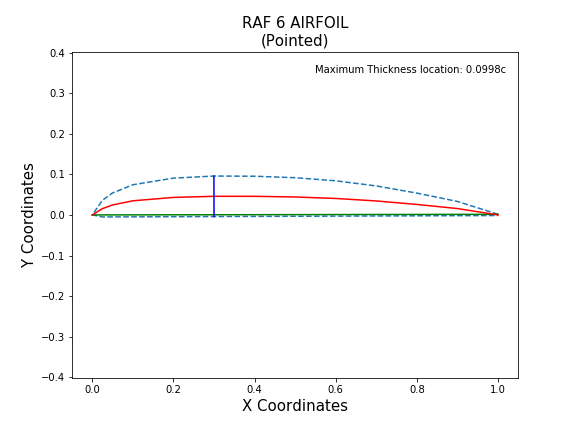 RAF 6 AIRFOIL
(Pointed)
Maximum Thickness location: 0.0998c
0.4
0.3
0.2
0.1
0.0
−0.1
−0.2
−0.3
−0.4
Y Coordinates
0.0 0.2 0.4 0.6 0.8 1.0
X Coordinates